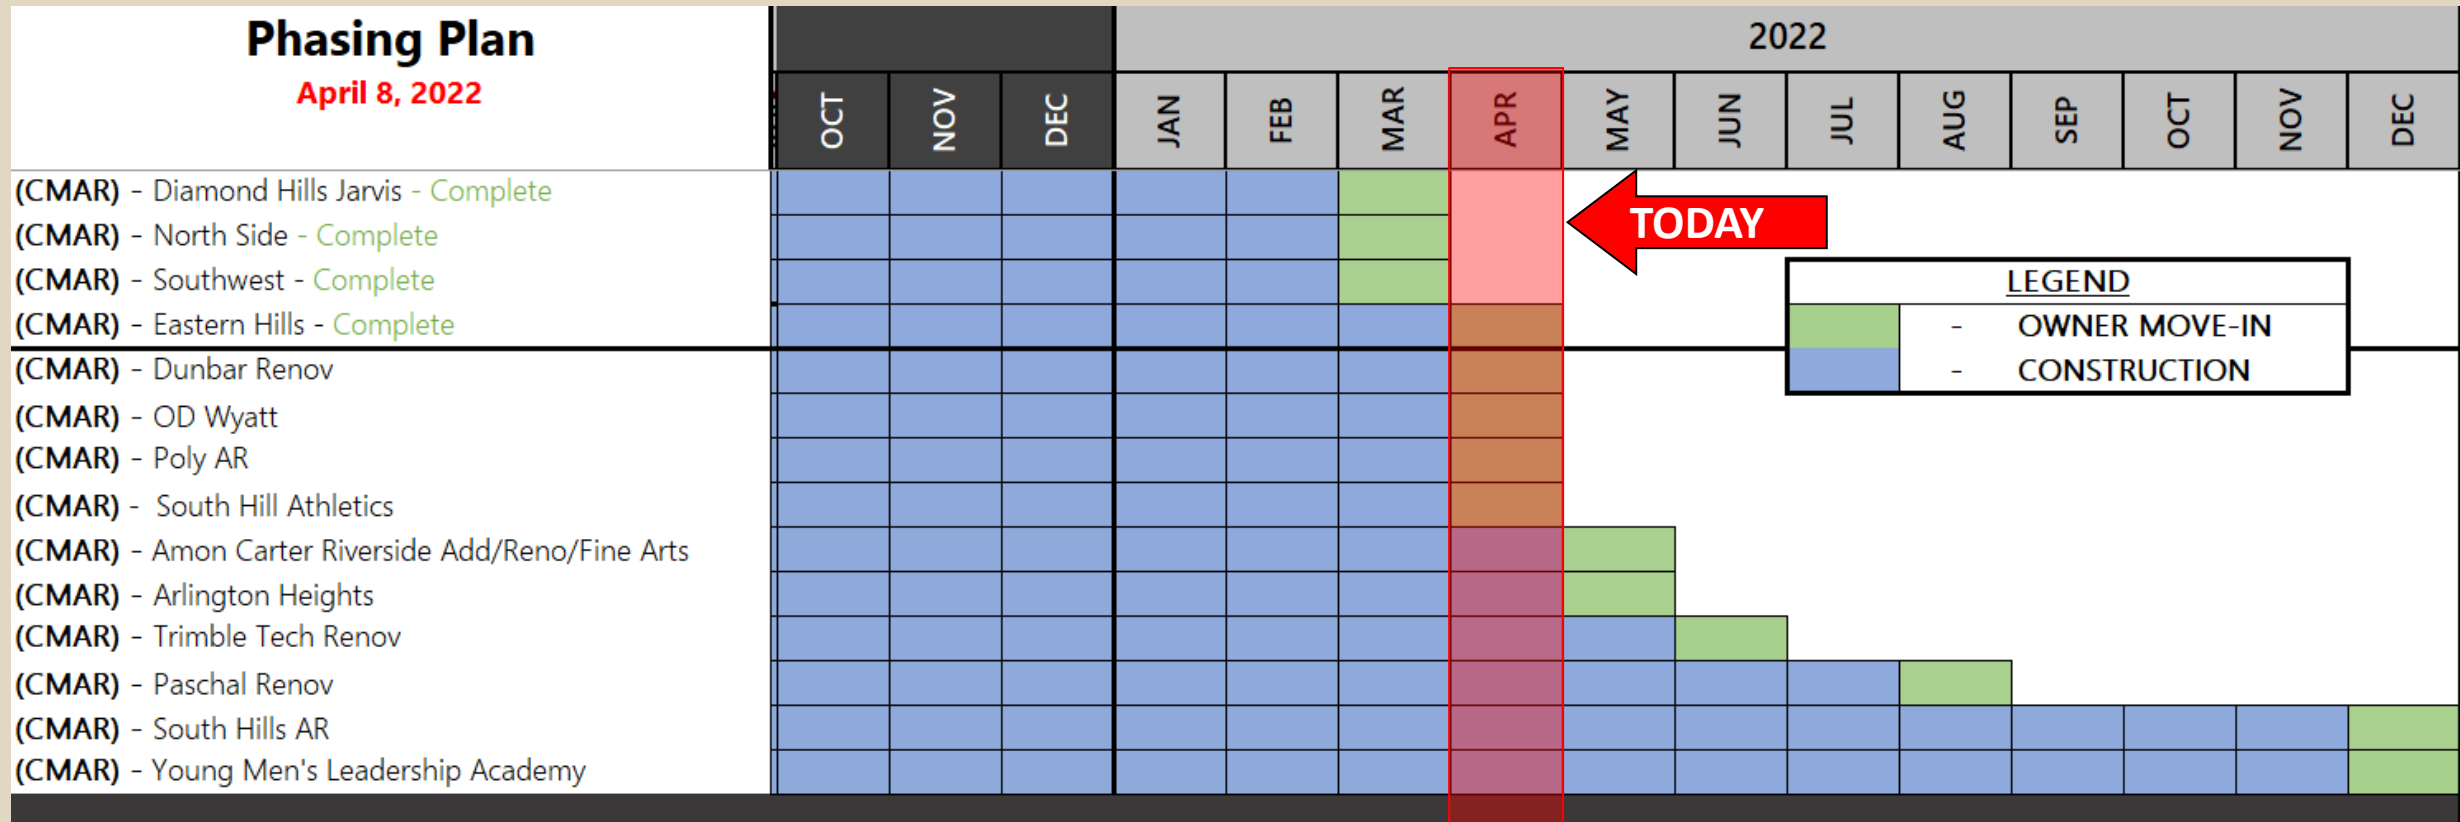 Phasing Plan
April 8, 2022
2022
OCT NOV DEC JAN FEB MAR APR MAY JUN JUL AUG SEP OCT NOV DEC
(CMAR) - Diamond Hills Jarvis - Complete
(CMAR) - North Side - Complete
(CMAR) - Southwest - Complete
(CMAR) - Eastern Hills - Complete
(CMAR) - Dunbar Renov
(CMAR) - OD Wyatt
(CMAR) - Poly AR
(CMAR) - South Hill Athletics
(CMAR) - Amon Carter Riverside Add/Reno/Fine Arts
(CMAR) - Arlington Heights
(CMAR) - Trimble Tech Renov
(CMAR) - Paschal Renov
(CMAR) - South Hills AR
(CMAR) - Young Men's Leadership Academy
TODAY
LEGEND
- OWNER MOVE-IN
- CONSTRUCTION